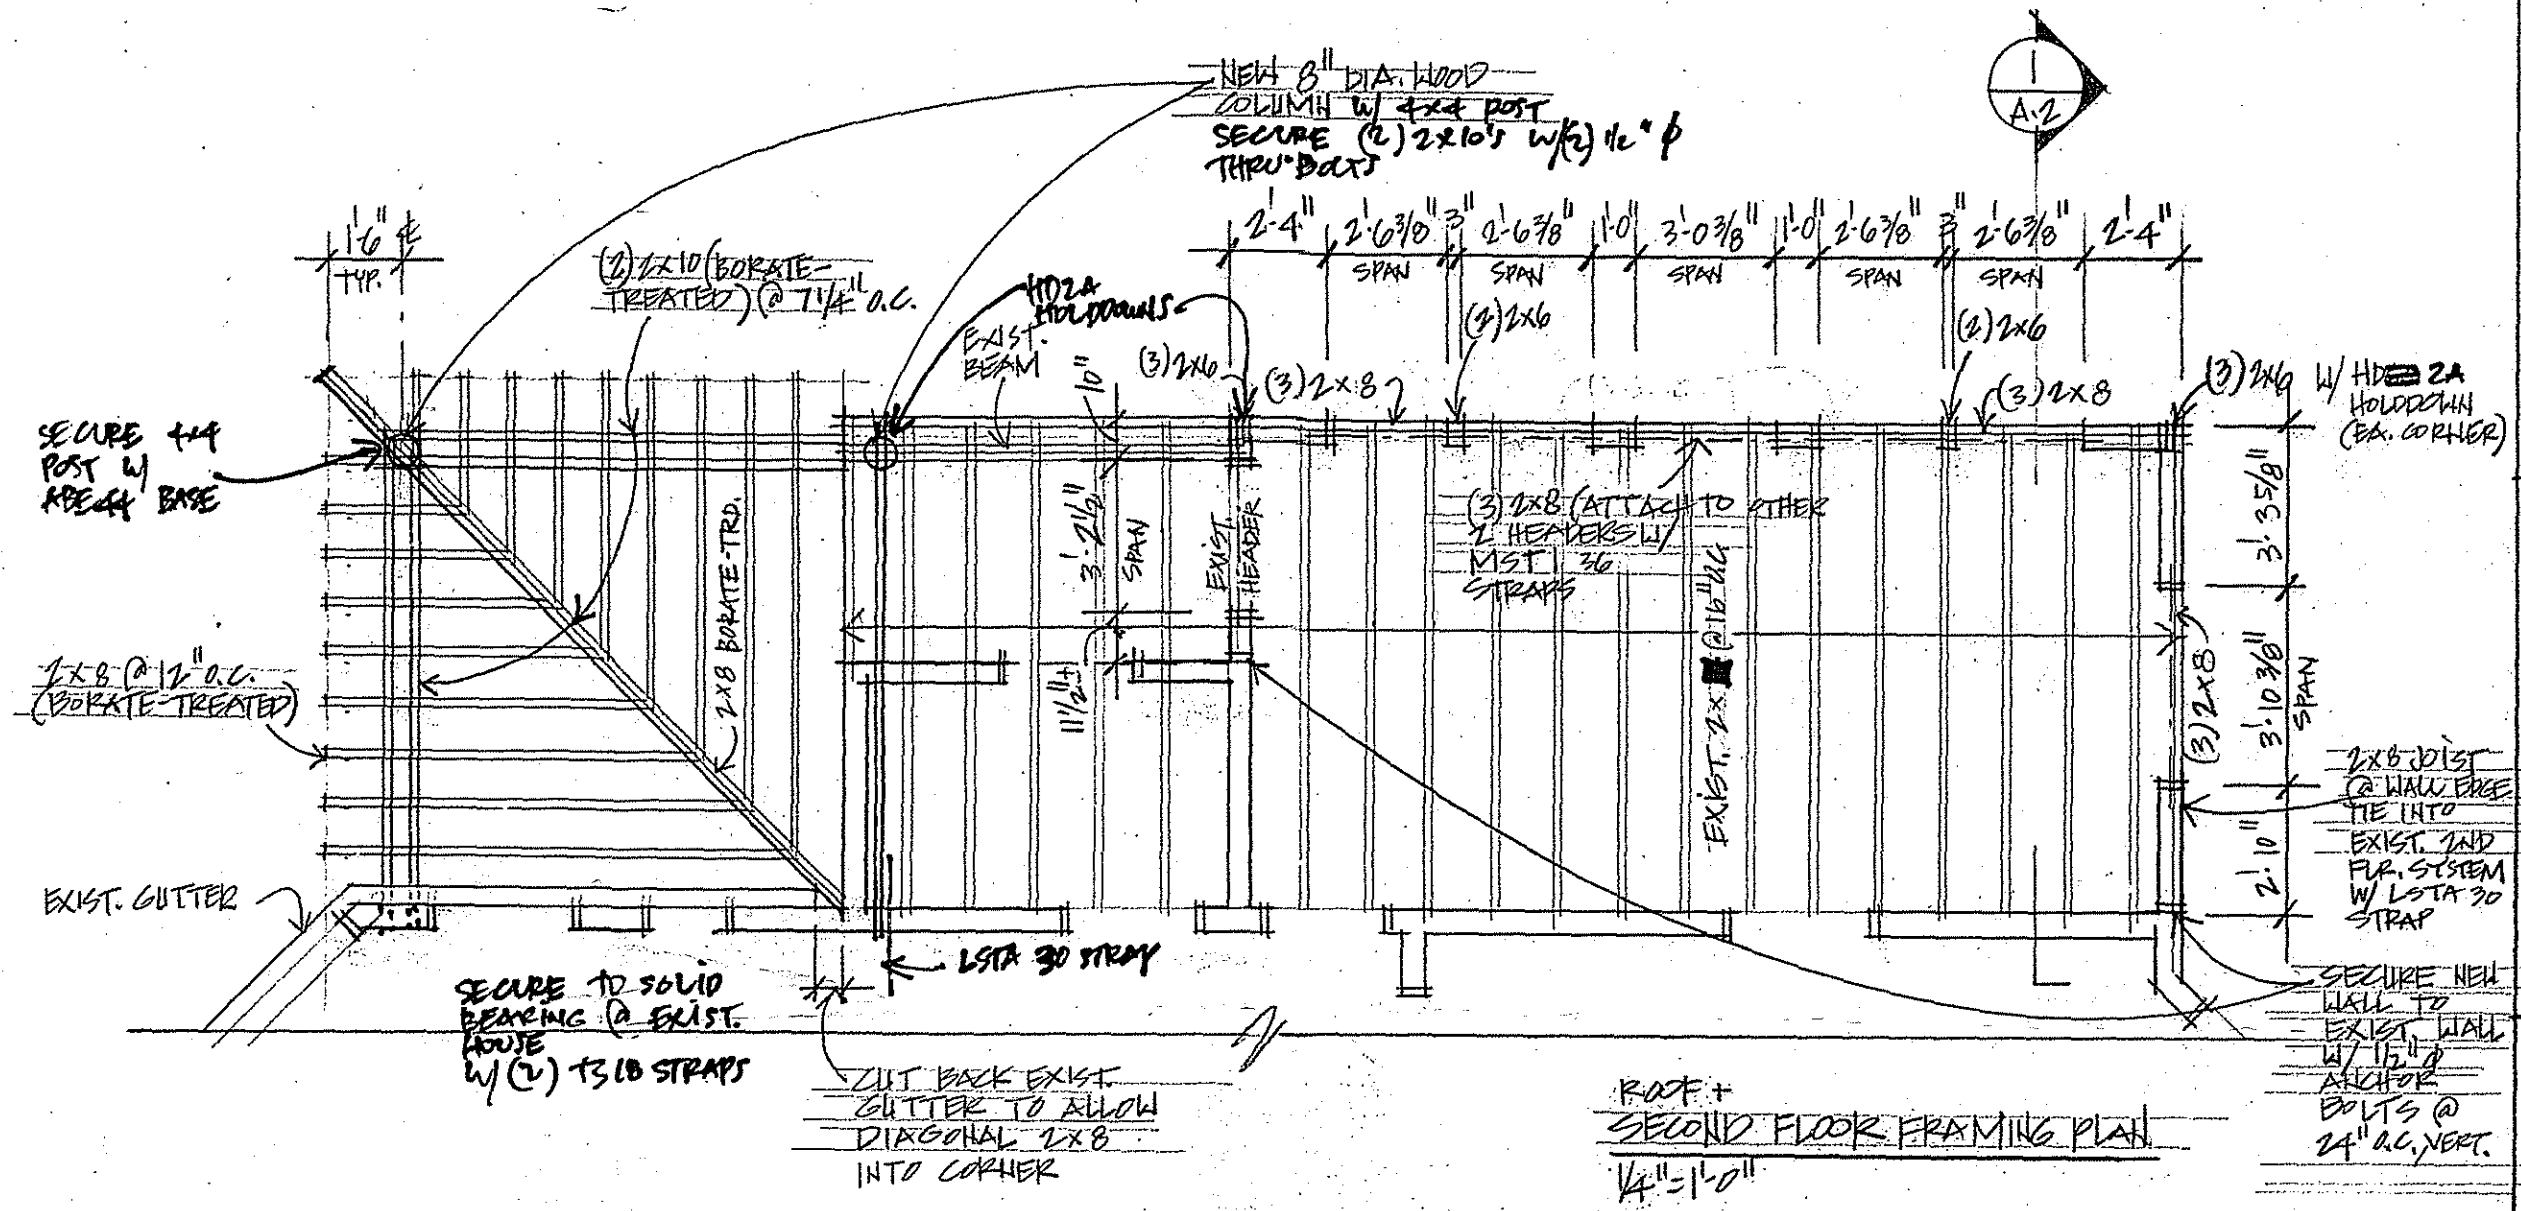 NEW 8" DIA. WOOD
COLUMN W/ 4x4 POST
SECURE (2) 2x10's W/(2) 1/2" φ
THRU-BOLTS
1
A.2
1'-6" ℄
TYP.
(2) 2x10 (BORATE-
TREATED) @ 7 1/4" O.C.
HD2A
HOLDDOWNS
EXIST.
BEAM
10"
(3) 2x6
(3) 2x8
2'-4" 2'-6 3/8" 3" 2'-6 3/8" 1'-0" 3'-0 3/8" 1'-0" 2'-6 3/8" 3" 2'-6 3/8" 2'-4"
SPAN SPAN SPAN SPAN SPAN
(2) 2x6
(2) 2x6
(3) 2x8
(3) 2x6 W/ HD 2A
HOLDDOWN
(EA. CORNER)
SECURE 4x4
POST W/
ABE44 BASE
2x8 BORATE-TRD.
3'-2 1/2"
SPAN
EXIST.
HEADER
(3) 2x8 (ATTACH TO OTHER
2 HEADERS W/
MSTI 36
STRAPS
3'-3 5/8"
2x8 @ 12" O.C.
(BORATE-TREATED)
11 1/2"±
EXIST. 2x @ 16" O.C.
(3) 2x8
3'-10 3/8"
SPAN
2x8 JOIST
@ WALL EDGE
TIE INTO
EXIST. 2ND
FLR. SYSTEM
W/ LSTA 30
STRAP
2'-10"
EXIST. GUTTER
LSTA 30 STRAP
SECURE TO SOLID
BEARING @ EXIST.
HOUSE
W/ (2) TS 18 STRAPS
CUT BACK EXIST.
GUTTER TO ALLOW
DIAGONAL 2x8
INTO CORNER
SECURE NEW
WALL TO
EXIST. WALL
W/ 1/2" φ
ANCHOR
BOLTS @
24" O.C., VERT.
ROOF +
SECOND FLOOR FRAMING PLAN
1/4"=1'-0"